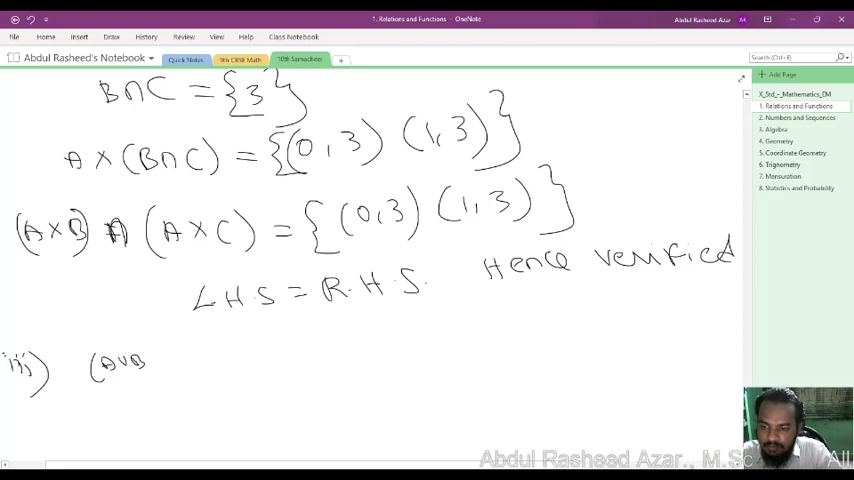 1. Relations and Functions - OneNote
Abdul Rasheed Azar AR
File Home Insert Draw History Review View Help Class Notebook
Abdul Rasheed's Notebook Quick Notes 9th CBSE Math 10th Samacheer +
Search (Ctrl+E)
Add Page
X_Std_-_Mathematics_EM
1. Relations and Functions
2. Numbers and Sequences
3. Algebra
4. Geometry
5. Coordinate Geometry
6. Trignometry
7. Mensuration
8. Statistics and Probability
B∩C = {3}
A×(B∩C) = {(0,3) (1,3)}
(A×B) ∩ (A×C) = {(0,3) (1,3)}
L.H.S = R.H.S. Hence verified
iii) (A∪B
Abdul Rasheed Azar., M.Sc
All